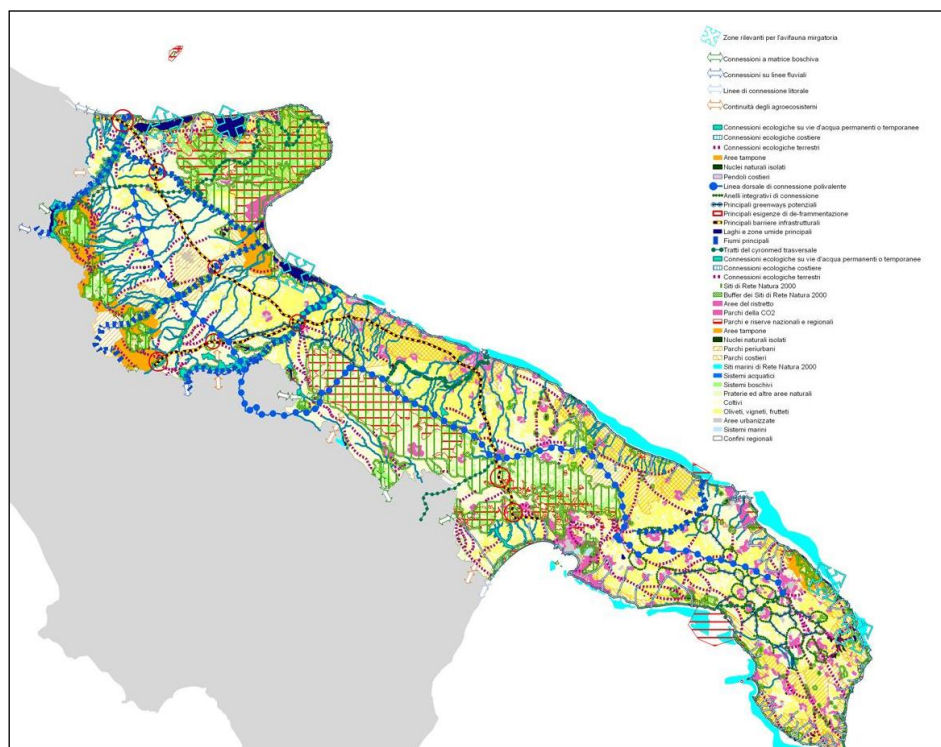 Zone rilevanti per l'avifauna mirgatoria
Connessioni a matrice boschiva
Connessioni su linee fluviali
Linee di connessione litorale
Continuità degli agroecosistemi
Connessioni ecologiche su vie d'acqua permanenti o temporanee
Connessioni ecologiche costiere
Connessioni ecologiche terrestri
Aree tampone
Nuclei naturali isolati
Pendoli costieri
Linea dorsale di connessione polivalente
Anelli integrativi di connessione
Principali greenways potenziali
Principali esigenze di de-frammentazione
Principali barriere infrastrutturali
Laghi e zone umide principali
Fiumi principali
Tratti del cyronmed trasversale
Connessioni ecologiche su vie d'acqua permanenti o temporanee
Connessioni ecologiche costiere
Connessioni ecologiche terrestri
Siti di Rete Natura 2000
Buffer dei Siti di Rete Natura 2000
Aree del ristretto
Parchi della CO2
Parchi e riserve nazionali e regionali
Aree tampone
Nuclei naturali isolati
Parchi periurbani
Parchi costieri
Siti marini di Rete Natura 2000
Sistemi acquatici
Sistemi boschivi
Praterie ed altre aree naturali
Coltivi
Oliveti, vigneti, frutteti
Aree urbanizzate
Sistemi marini
Confini regionali